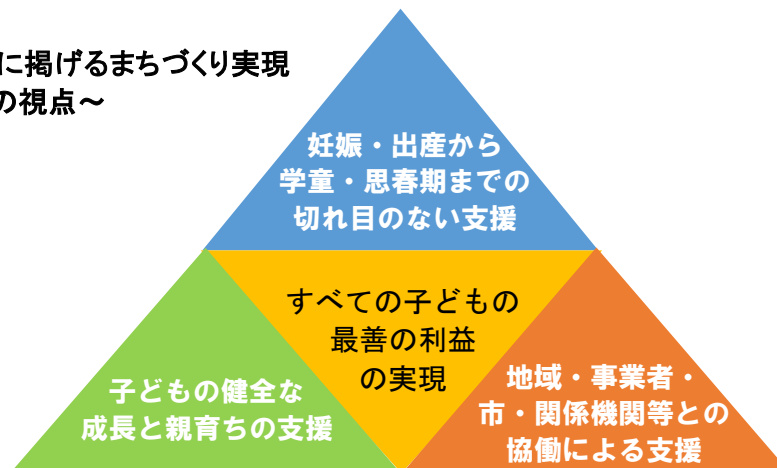 に掲げるまちづくり実現
の視点~
妊娠・出産から
学童・思春期までの
切れ目のない支援
すべての子どもの
最善の利益
の実現
子どもの健全な
成長と親育ちの支援
地域・事業者・
市・関係機関等との
協働による支援